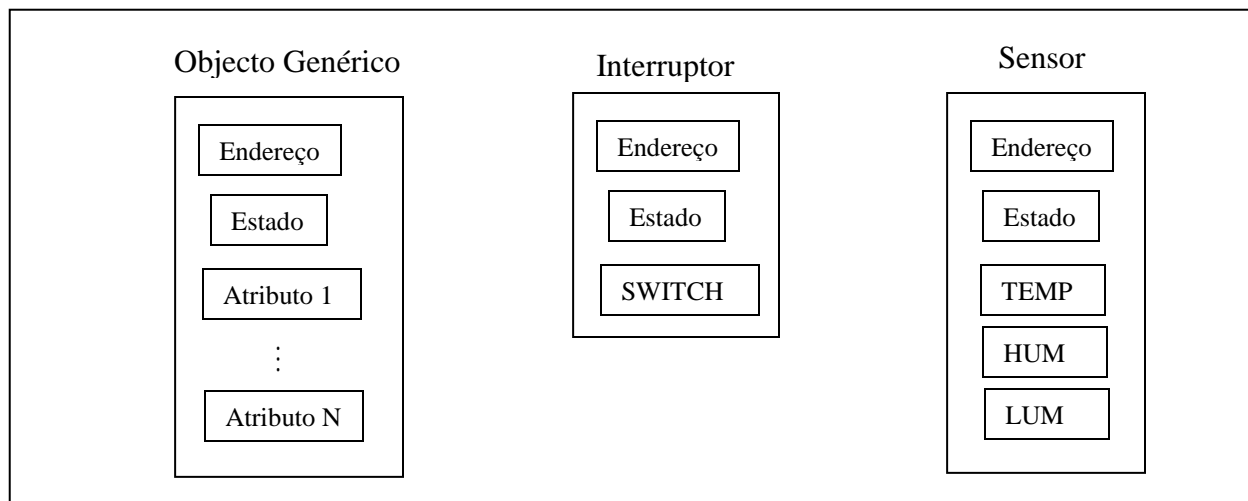 Objecto Genérico
Endereço
Estado
Atributo 1
⋮
Atributo N
Interruptor
Endereço
Estado
SWITCH
Sensor
Endereço
Estado
TEMP
HUM
LUM